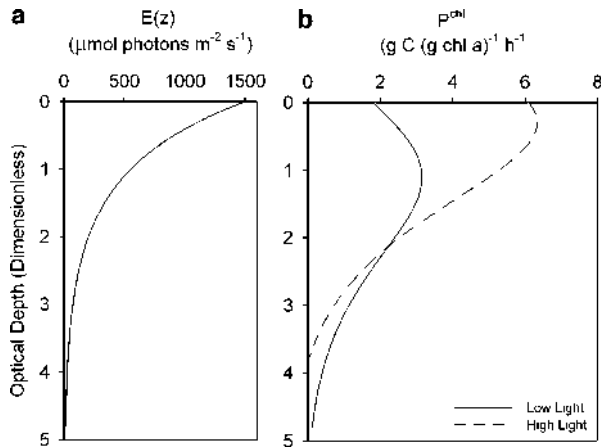 a
E(z)
(μmol photons m⁻² s⁻¹)
0 500 1000 1500
0
1
2
3
4
5
Optical Depth (Dimensionless)
b
P^chl
(g C (g chl a)⁻¹ h⁻¹
0 2 4 6 8
0
1
2
3
4
5
Low Light
High Light